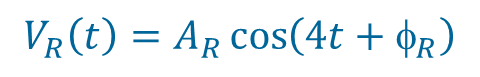 V_R(t) = A_R cos(4t + ϕ_R)